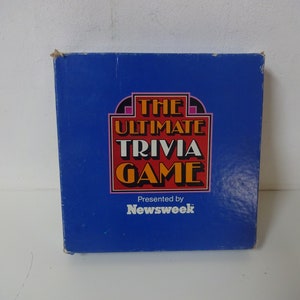 THE
ULTIMATE
TRIVIA
GAME
Presented by
Newsweek